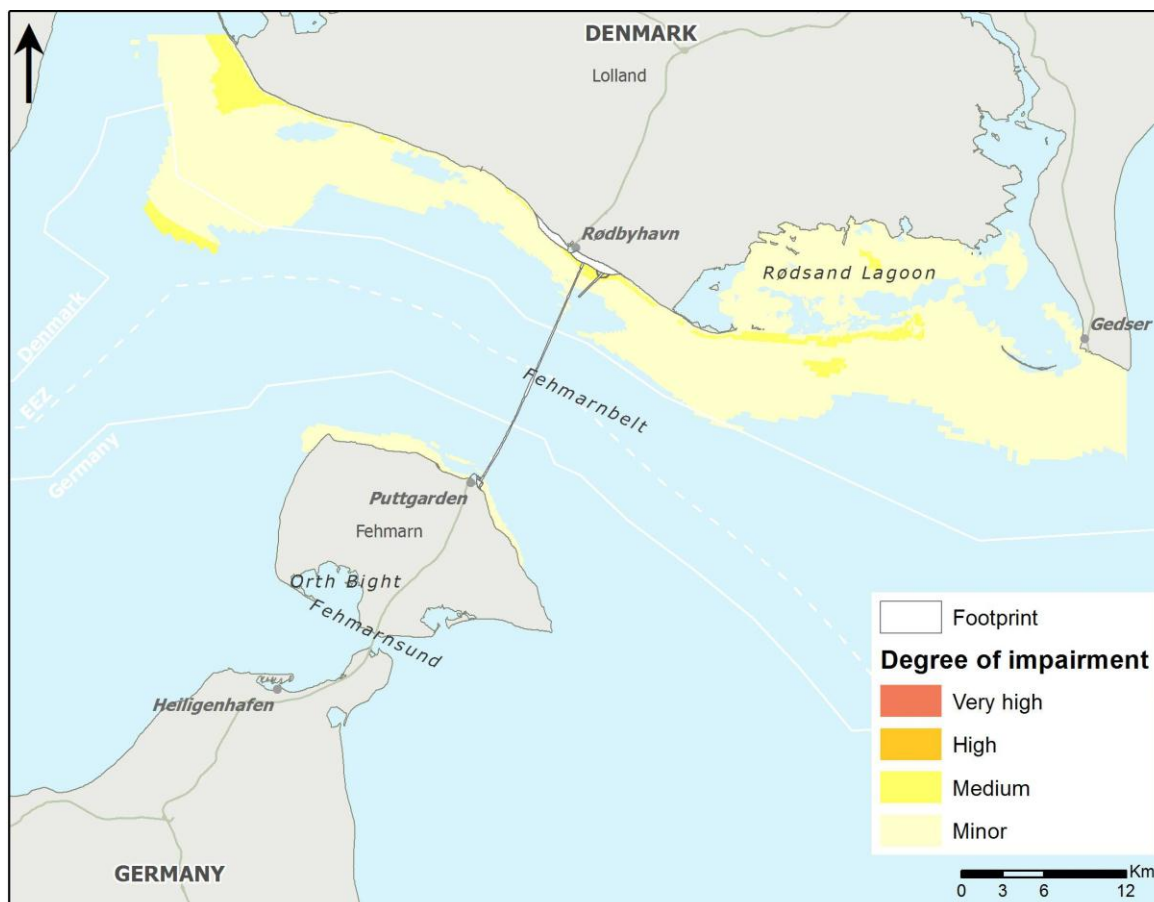 DENMARK
Lolland
Rødbyhavn
Rødsand Lagoon
Gedser
Denmark
EEZ
Germany
Fehmarnbelt
Puttgarden
Fehmarn
Orth Bight
Fehmarnsund
Heiligenhafen
GERMANY
Footprint
Degree of impairment
Very high
High
Medium
Minor
Km
0 3 6 12